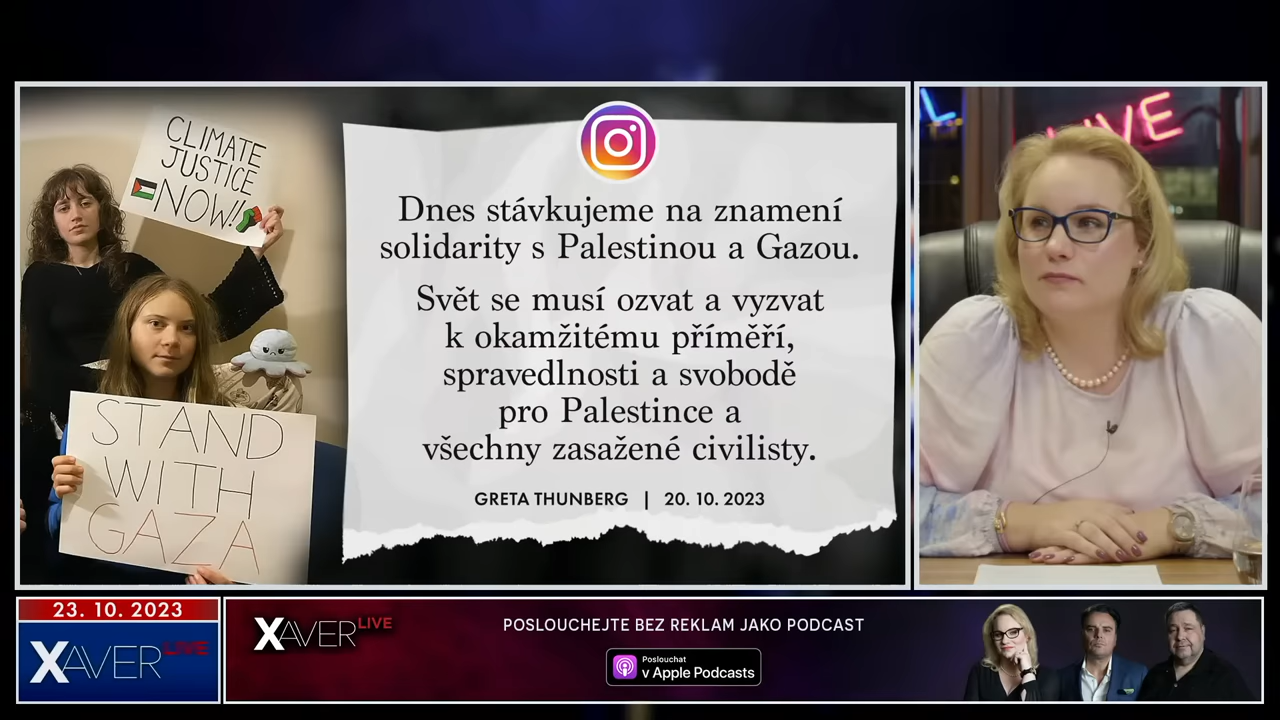 CLIMATE
JUSTICE
NOW!!
STAND
WITH
GAZA
Dnes stávkujeme na znamení
solidarity s Palestinou a Gazou.
Svět se musí ozvat a vyzvat
k okamžitému příměří,
spravedlnosti a svobodě
pro Palestince a
všechny zasažené civilisty.
GRETA THUNBERG | 20. 10. 2023
L LIVE
23. 10. 2023
XAVER LIVE
XAVER LIVE
POSLOUCHEJTE BEZ REKLAM JAKO PODCAST
Poslouchat
v Apple Podcasts